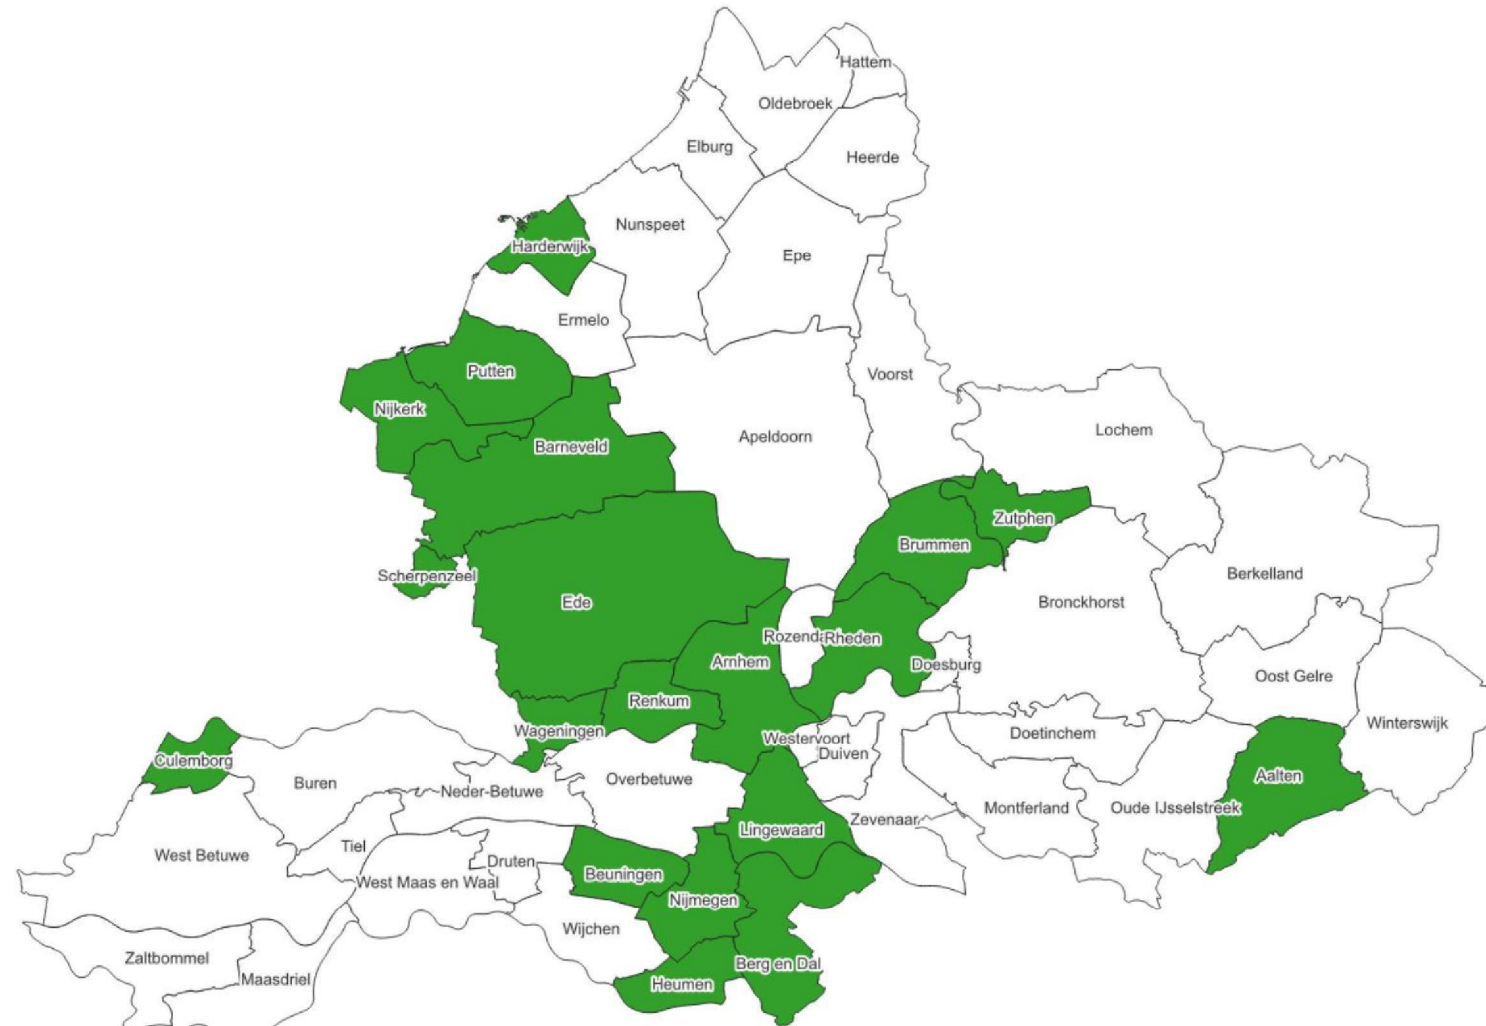 Hattem
Oldebroek
Elburg
Heerde
Nunspeet
Harderwijk
Epe
Ermelo
Putten
Voorst
Nijkerk
Lochem
Apeldoorn
Barneveld
Zutphen
Brummen
Berkelland
Scherpenzeel
Ede
Bronckhorst
Rozenda
Rheden
Arnhem
Doesburg
Oost Gelre
Renkum
Winterswijk
Wageningen
Doetinchem
Westervoort
Duiven
Culemborg
Aalten
Overbetuwe
Buren
Neder-Betuwe
Montferland
Oude IJsselstreek
Zevenaar
Lingewaard
Tiel
West Betuwe
Druten
Beuningen
West Maas en Waal
Nijmegen
Wijchen
Zaltbommel
Berg en Dal
Maasdriel
Heumen